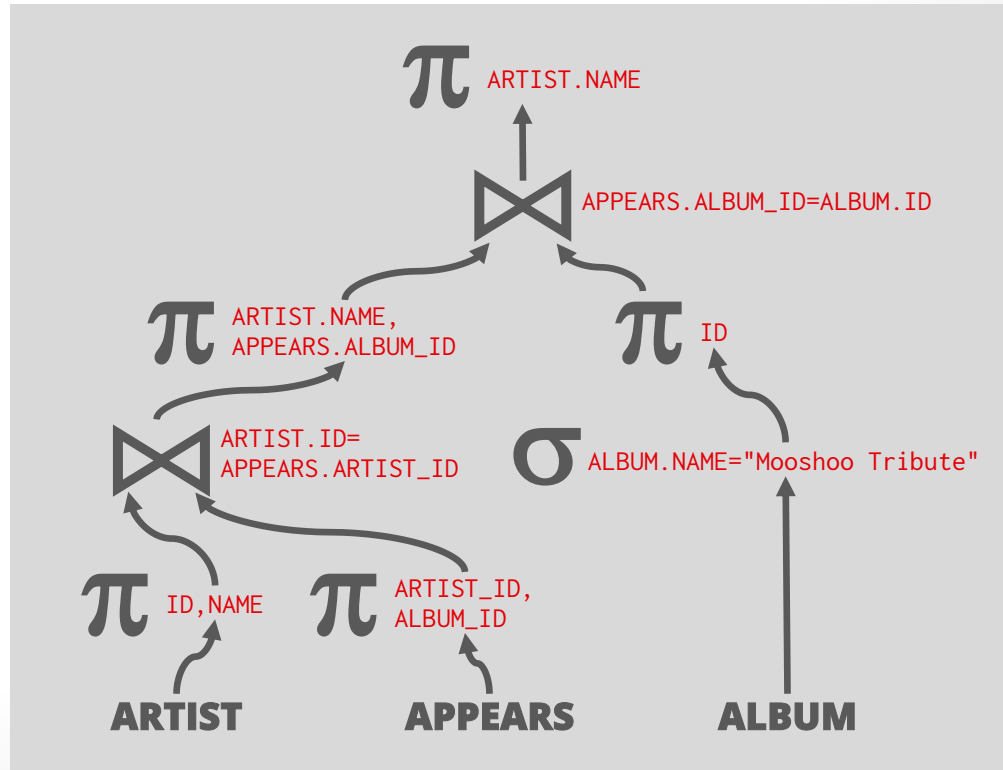 π ARTIST.NAME
⋈ APPEARS.ALBUM_ID=ALBUM.ID
π ARTIST.NAME,
APPEARS.ALBUM_ID
π ID
⋈ ARTIST.ID=
APPEARS.ARTIST_ID
σ ALBUM.NAME="Mooshoo Tribute"
π ID,NAME
π ARTIST_ID,
ALBUM_ID
ARTIST
APPEARS
ALBUM